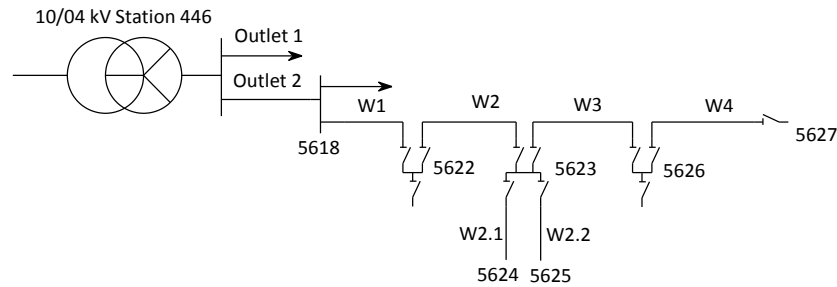 10/04 kV Station 446
Outlet 1
Outlet 2
W1
W2
W3
W4
5618
5622
5623
5626
5627
W2.1
W2.2
5624
5625